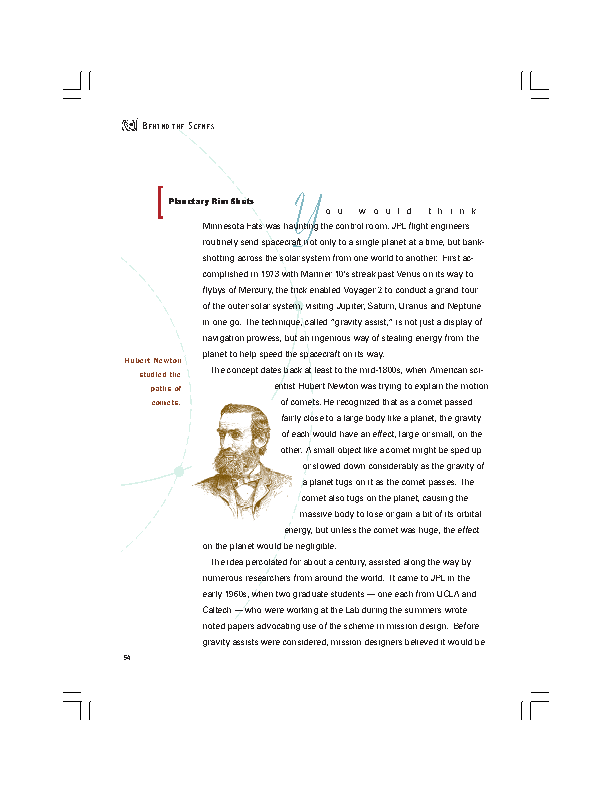 BEHIND THE SCENES
Planetary Rim Shots
You would think
Minnesota Fats was haunting the control room. JPL flight engineers
routinely send spacecraft not only to a single planet at a time, but bank-
shotting across the solar system from one world to another. First ac-
complished in 1973 with Mariner 10's streak past Venus on its way to
flybys of Mercury, the trick enabled Voyager 2 to conduct a grand tour
of the outer solar system, visiting Jupiter, Saturn, Uranus and Neptune
in one go. The technique, called "gravity assist," is not just a display of
navigation prowess, but an ingenious way of stealing energy from the
planet to help speed the spacecraft on its way.
The concept dates back at least to the mid-1800s, when American sci-
entist Hubert Newton was trying to explain the motion
of comets. He recognized that as a comet passed
fairly close to a large body like a planet, the gravity
of each would have an effect, large or small, on the
other. A small object like a comet might be sped up
or slowed down considerably as the gravity of
a planet tugs on it as the comet passes. The
comet also tugs on the planet, causing the
massive body to lose or gain a bit of its orbital
energy, but unless the comet was huge, the effect
on the planet would be negligible.
Hubert Newton
studied the
paths of
comets.
The idea percolated for about a century, assisted along the way by
numerous researchers from around the world. It came to JPL in the
early 1960s, when two graduate students — one each from UCLA and
Caltech — who were working at the Lab during the summers wrote
noted papers advocating use of the scheme in mission design. Before
gravity assists were considered, mission designers believed it would be
54